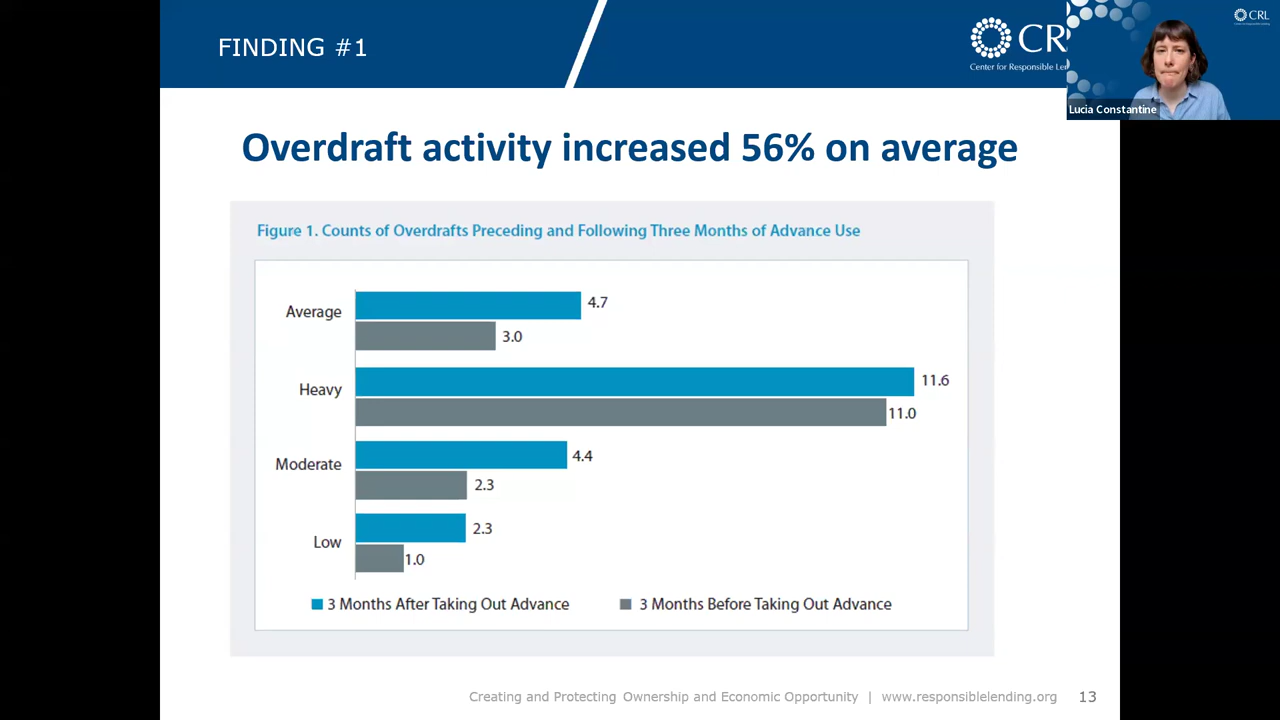 FINDING #1
CR
Center for Responsible Le
CRL
Lucia Constantine
Overdraft activity increased 56% on average
Figure 1. Counts of Overdrafts Preceding and Following Three Months of Advance Use
Average
4.7
3.0
Heavy
11.6
11.0
Moderate
4.4
2.3
Low
2.3
1.0
3 Months After Taking Out Advance
3 Months Before Taking Out Advance
Creating and Protecting Ownership and Economic Opportunity | www.responsiblelending.org 13